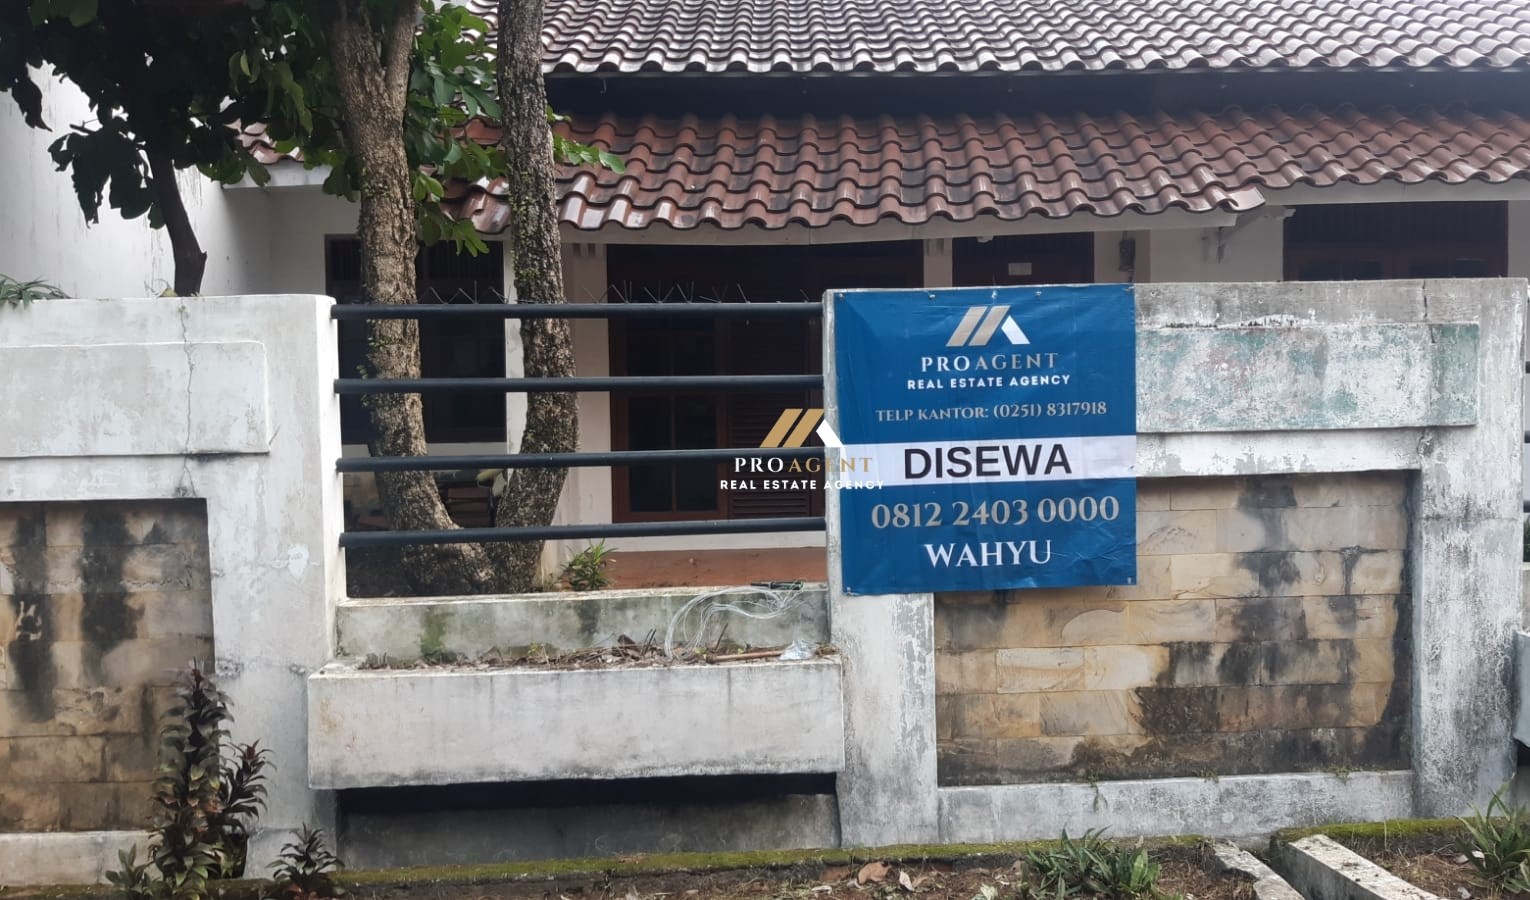 PROAGENT
REAL ESTATE AGENCY
TELP KANTOR: (0251) 8317918
DISEWA
0812 2403 0000
WAHYU
PROAGENT
REAL ESTATE AGENCY